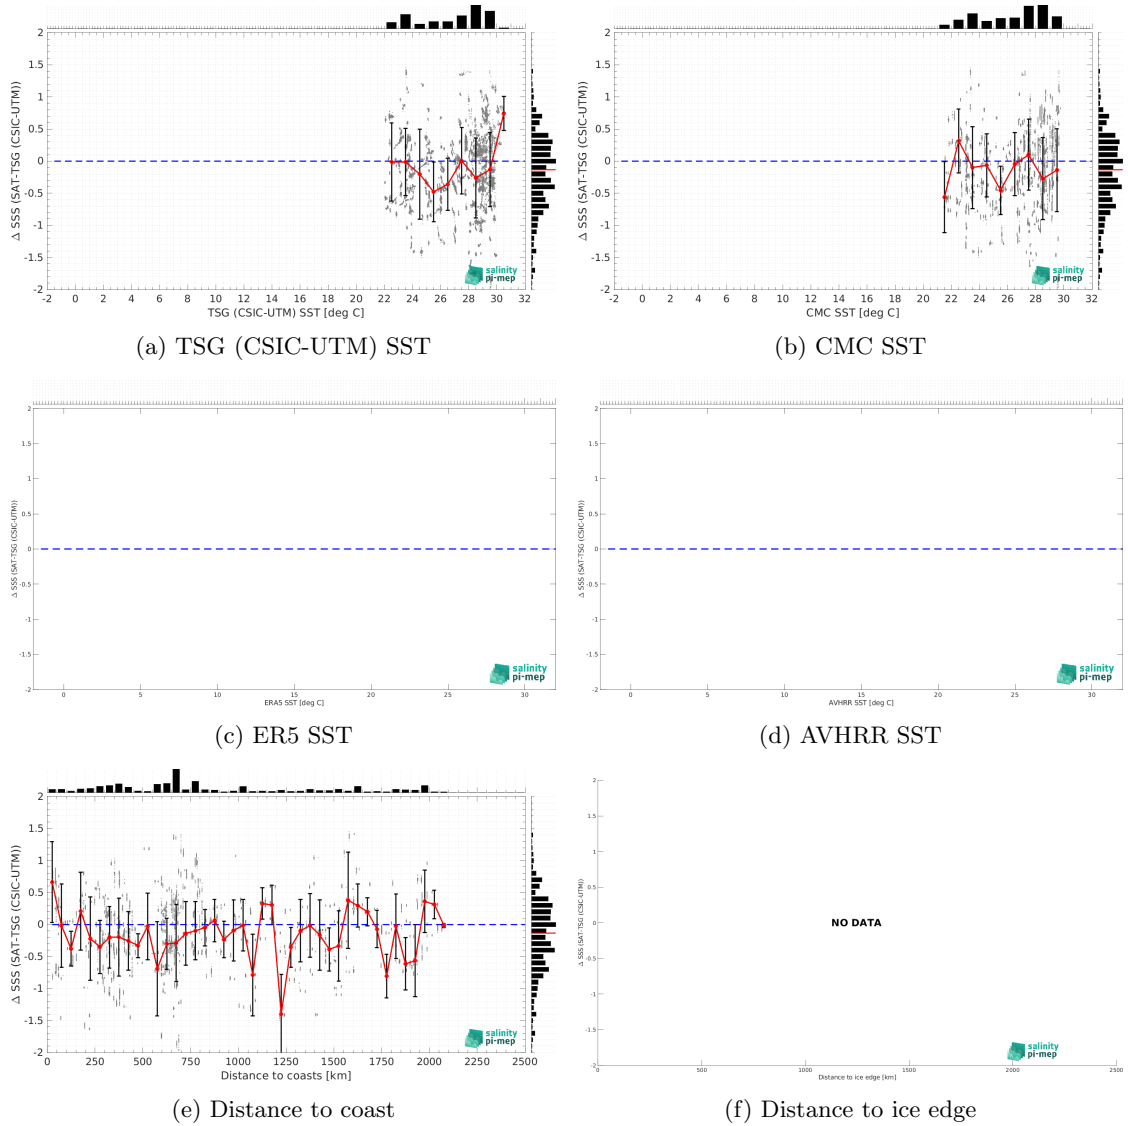 2
1.5
1
0.5
0
-0.5
-1
-1.5
-2
Δ SSS (SAT-TSG (CSIC-UTM))
-2 0 2 4 6 8 10 12 14 16 18 20 22 24 26 28 30 32
TSG (CSIC-UTM) SST [deg C]
salinity
pi-mep
(a) TSG (CSIC-UTM) SST
2
1.5
1
0.5
0
-0.5
-1
-1.5
-2
Δ SSS (SAT-TSG (CSIC-UTM))
-2 0 2 4 6 8 10 12 14 16 18 20 22 24 26 28 30 32
CMC SST [deg C]
salinity
pi-mep
(b) CMC SST
2
1.5
1
0.5
0
-0.5
-1
-1.5
-2
Δ SSS (SAT-TSG (CSIC-UTM))
0 5 10 15 20 25 30
ERA5 SST [deg C]
salinity
pi-mep
(c) ER5 SST
2
1.5
1
0.5
0
-0.5
-1
-1.5
-2
Δ SSS (SAT-TSG (CSIC-UTM))
0 5 10 15 20 25 30
AVHRR SST [deg C]
salinity
pi-mep
(d) AVHRR SST
2
1.5
1
0.5
0
-0.5
-1
-1.5
-2
Δ SSS (SAT-TSG (CSIC-UTM))
0 250 500 750 1000 1250 1500 1750 2000 2250 2500
Distance to coasts [km]
salinity
pi-mep
(e) Distance to coast
2
1.5
1
0.5
0
-0.5
-1
-1.5
-2
Δ SSS (SAT-TSG (CSIC-UTM))
NO DATA
0 500 1000 1500 2000 2500
Distance to ice edge [km]
salinity
pi-mep
(f) Distance to ice edge